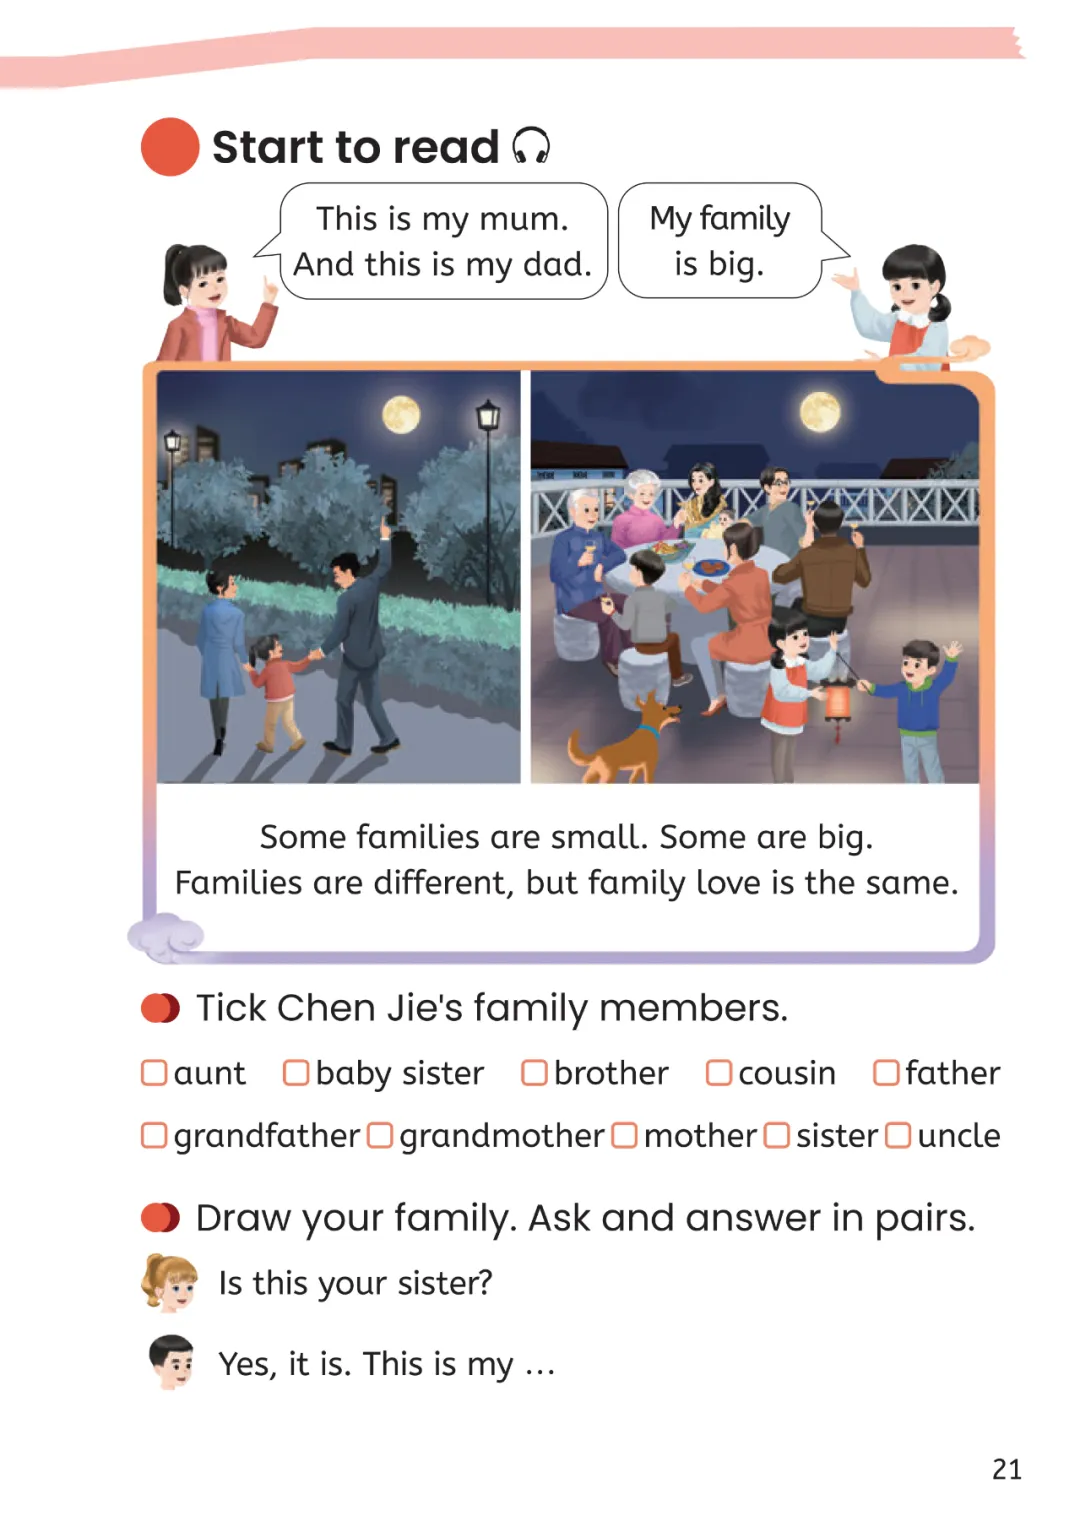 Start to read
This is my mum.
And this is my dad.
My family
is big.
Some families are small. Some are big.
Families are different, but family love is the same.
Tick Chen Jie's family members.
aunt baby sister brother cousin father
grandfather grandmother mother sister uncle
Draw your family. Ask and answer in pairs.
Is this your sister?
Yes, it is. This is my ...
21